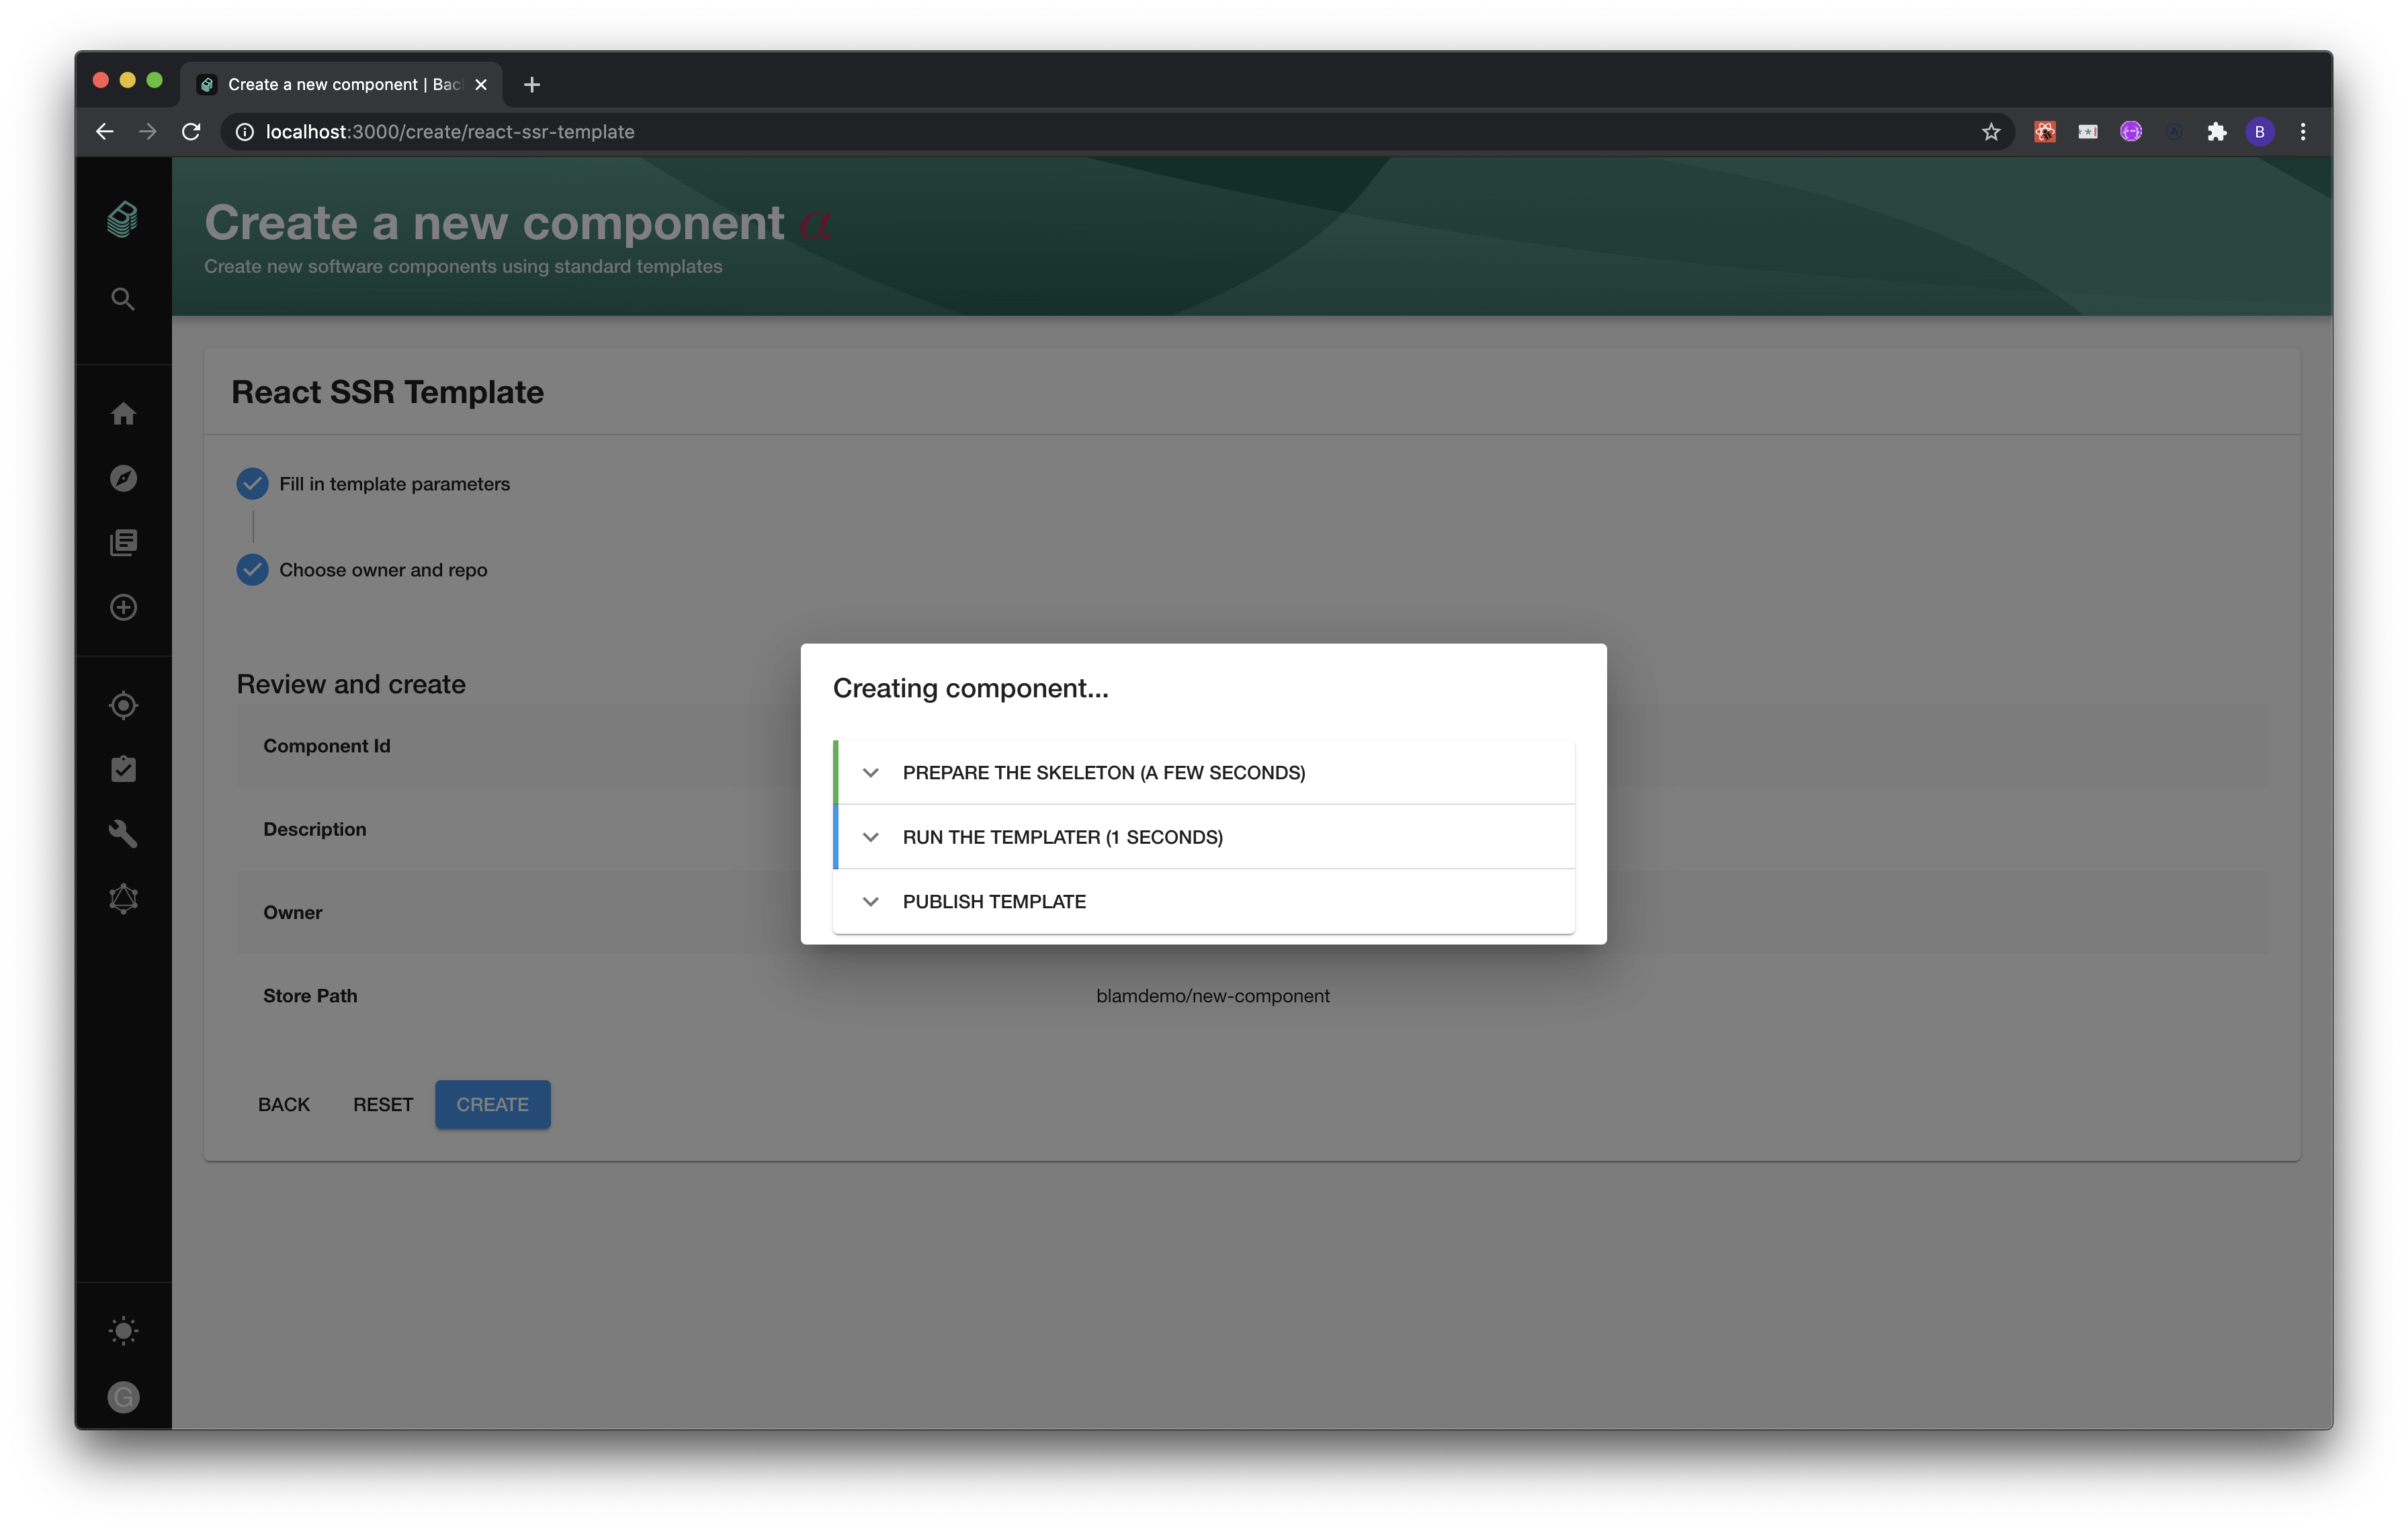 Create a new component | Bac
localhost:3000/create/react-ssr-template
B
Create a new component α
Create new software components using standard templates
React SSR Template
Fill in template parameters
Choose owner and repo
Review and create
Component Id
Description
Owner
Store Path
blamdemo/new-component
Creating component...
PREPARE THE SKELETON (A FEW SECONDS)
RUN THE TEMPLATER (1 SECONDS)
PUBLISH TEMPLATE
BACK
RESET
CREATE
G